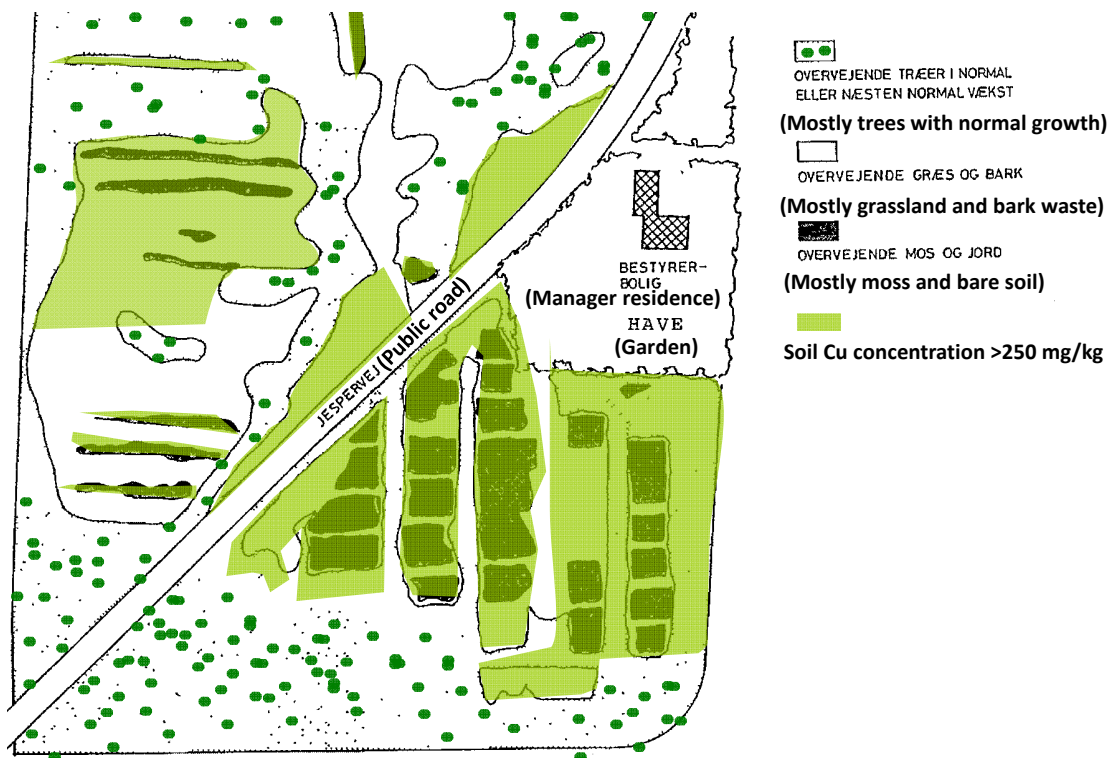 OVERVEJENDE TRÆER I NORMAL
ELLER NÆSTEN NORMAL VÆKST
(Mostly trees with normal growth)
OVERVEJENDE GRÆS OG BARK
(Mostly grassland and bark waste)
OVERVEJENDE MOS OG JORD
(Mostly moss and bare soil)
Soil Cu concentration >250 mg/kg
BESTYRER-
BOLIG
(Manager residence)
HAVE
(Garden)
JESPERVEJ (Public road)